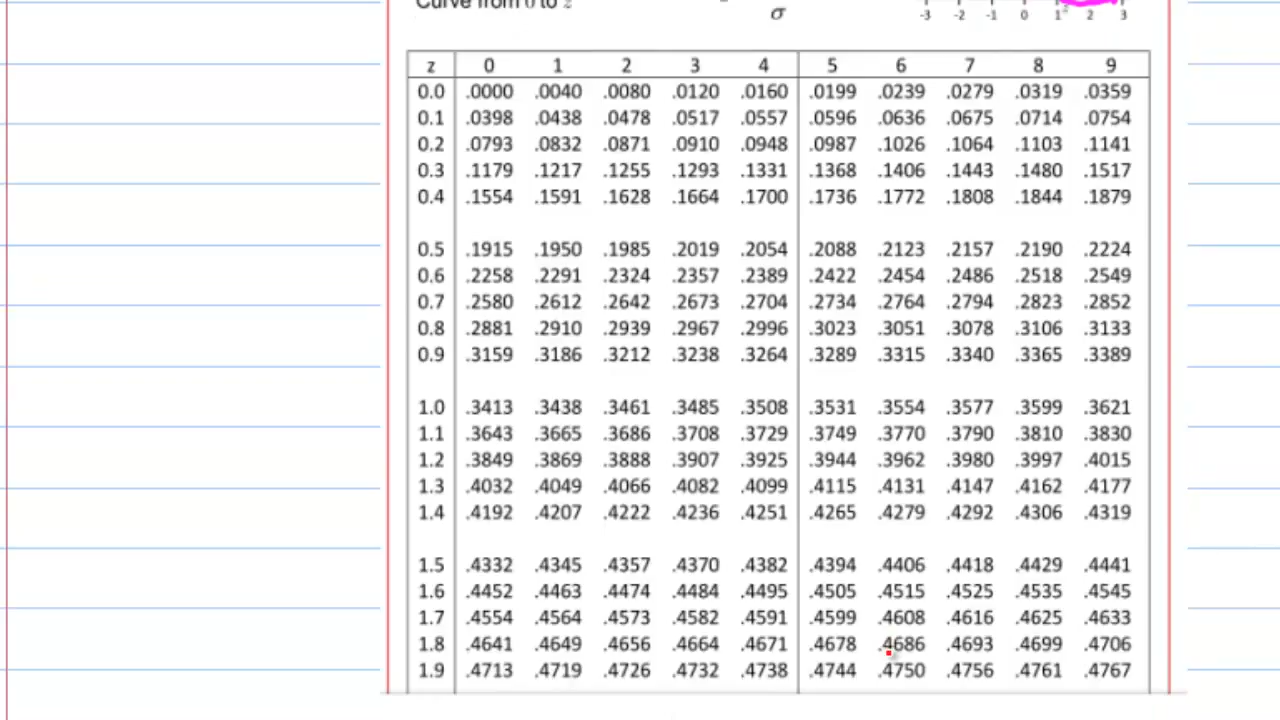 Curve from 0 to z
σ
-3 -2 -1 0 1 z 2 3
z 0 1 2 3 4 5 6 7 8 9
0.0 .0000 .0040 .0080 .0120 .0160 .0199 .0239 .0279 .0319 .0359
0.1 .0398 .0438 .0478 .0517 .0557 .0596 .0636 .0675 .0714 .0754
0.2 .0793 .0832 .0871 .0910 .0948 .0987 .1026 .1064 .1103 .1141
0.3 .1179 .1217 .1255 .1293 .1331 .1368 .1406 .1443 .1480 .1517
0.4 .1554 .1591 .1628 .1664 .1700 .1736 .1772 .1808 .1844 .1879
0.5 .1915 .1950 .1985 .2019 .2054 .2088 .2123 .2157 .2190 .2224
0.6 .2258 .2291 .2324 .2357 .2389 .2422 .2454 .2486 .2518 .2549
0.7 .2580 .2612 .2642 .2673 .2704 .2734 .2764 .2794 .2823 .2852
0.8 .2881 .2910 .2939 .2967 .2996 .3023 .3051 .3078 .3106 .3133
0.9 .3159 .3186 .3212 .3238 .3264 .3289 .3315 .3340 .3365 .3389
1.0 .3413 .3438 .3461 .3485 .3508 .3531 .3554 .3577 .3599 .3621
1.1 .3643 .3665 .3686 .3708 .3729 .3749 .3770 .3790 .3810 .3830
1.2 .3849 .3869 .3888 .3907 .3925 .3944 .3962 .3980 .3997 .4015
1.3 .4032 .4049 .4066 .4082 .4099 .4115 .4131 .4147 .4162 .4177
1.4 .4192 .4207 .4222 .4236 .4251 .4265 .4279 .4292 .4306 .4319
1.5 .4332 .4345 .4357 .4370 .4382 .4394 .4406 .4418 .4429 .4441
1.6 .4452 .4463 .4474 .4484 .4495 .4505 .4515 .4525 .4535 .4545
1.7 .4554 .4564 .4573 .4582 .4591 .4599 .4608 .4616 .4625 .4633
1.8 .4641 .4649 .4656 .4664 .4671 .4678 .4686 .4693 .4699 .4706
1.9 .4713 .4719 .4726 .4732 .4738 .4744 .4750 .4756 .4761 .4767